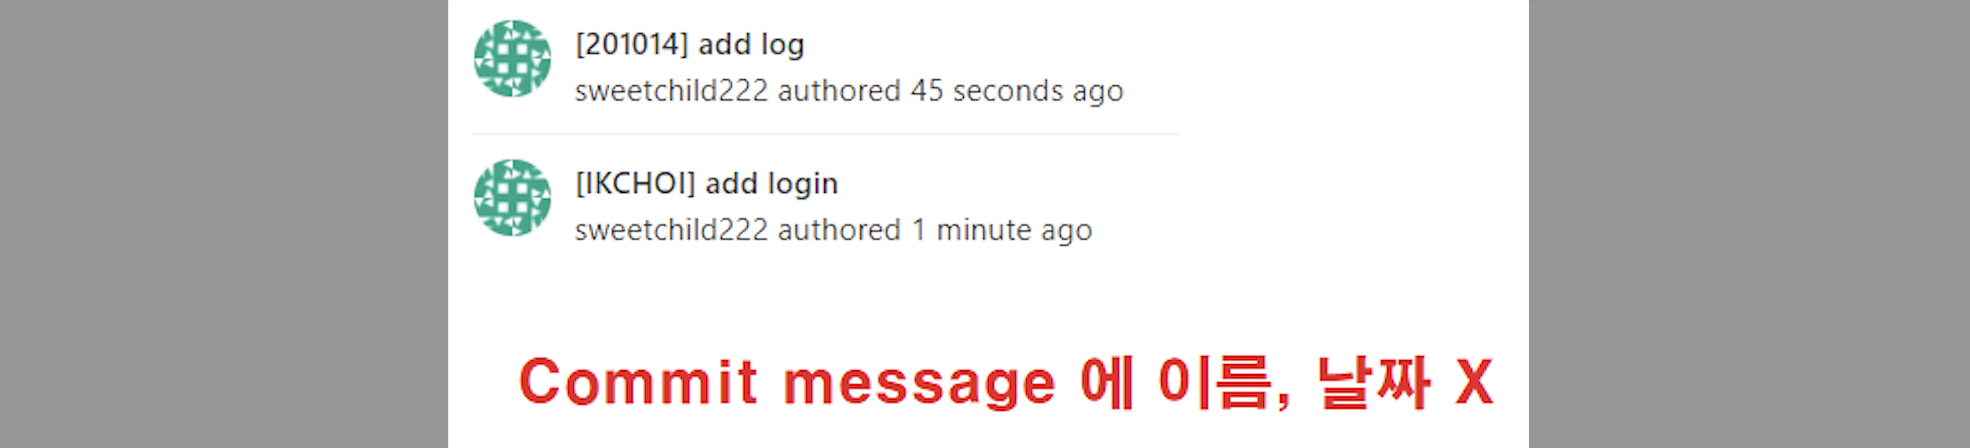 [201014] add log
sweetchild222 authored 45 seconds ago
[IKCHOI] add login
sweetchild222 authored 1 minute ago
Commit message 에 이름, 날짜 X